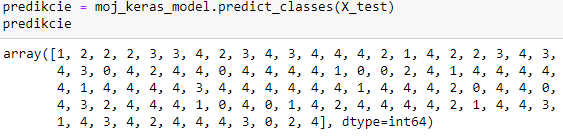 predikcie = moj_keras_model.predict_classes(X_test)
predikcie
array([1, 2, 2, 2, 3, 3, 4, 2, 3, 4, 3, 4, 4, 4, 2, 1, 4, 2, 2, 3, 4, 3,
4, 3, 0, 4, 2, 4, 4, 0, 4, 4, 4, 4, 1, 0, 0, 2, 4, 1, 4, 4, 4, 4,
4, 1, 4, 4, 4, 4, 3, 4, 4, 4, 4, 4, 4, 1, 4, 4, 4, 2, 0, 4, 4, 0,
4, 3, 2, 4, 4, 4, 1, 0, 4, 0, 1, 4, 2, 4, 4, 4, 4, 2, 1, 4, 4, 3,
1, 4, 3, 4, 2, 4, 4, 4, 3, 0, 2, 4], dtype=int64)